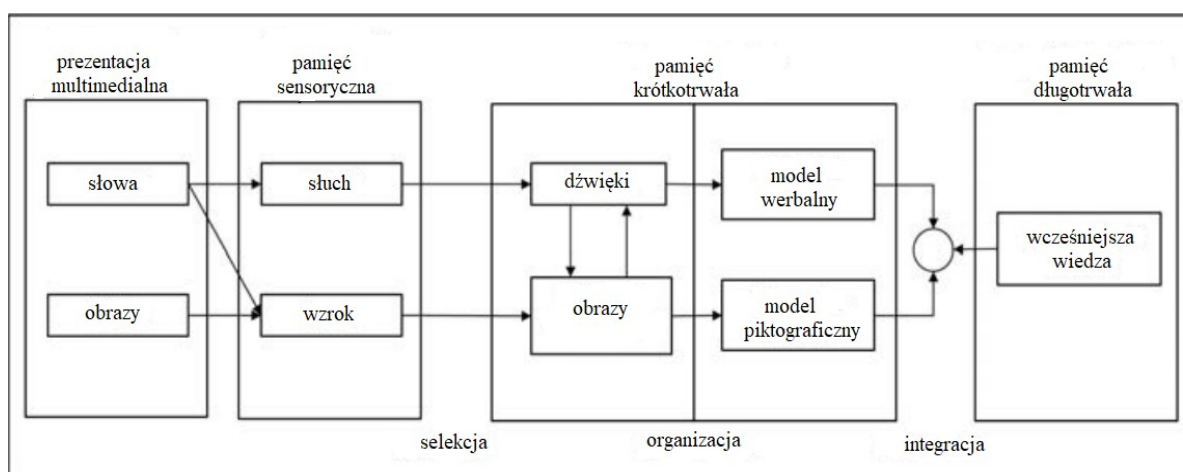 prezentacja
multimedialna
pamięć
sensoryczna
pamięć
krótkotrwała
pamięć
długotrwała
słowa
słuch
dźwięki
model
werbalny
wcześniejsza
wiedza
obrazy
wzrok
obrazy
model
piktograficzny
selekcja
organizacja
integracja